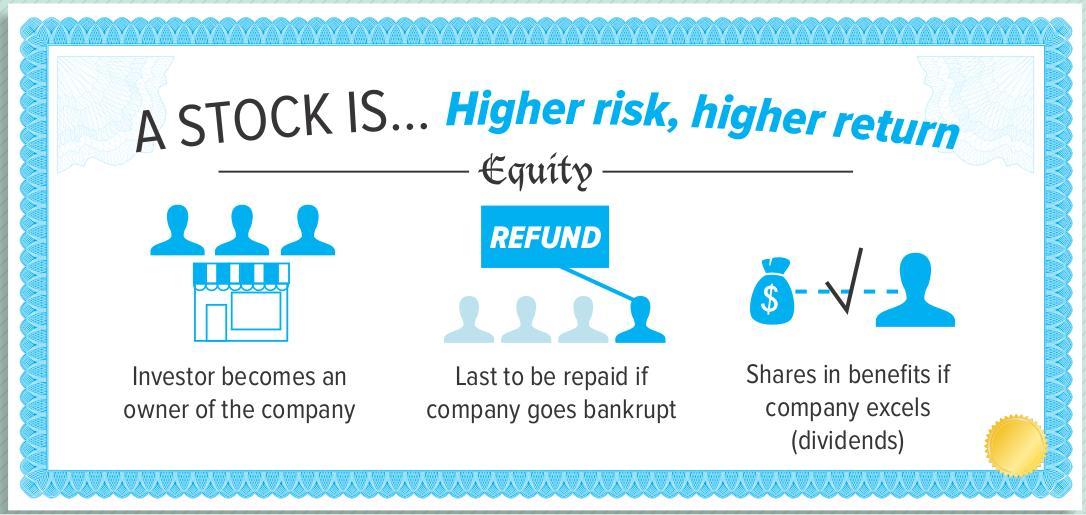 A STOCK IS... Higher risk, higher return
Equity
REFUND
$
Investor becomes an
owner of the company
Last to be repaid if
company goes bankrupt
Shares in benefits if
company excels
(dividends)